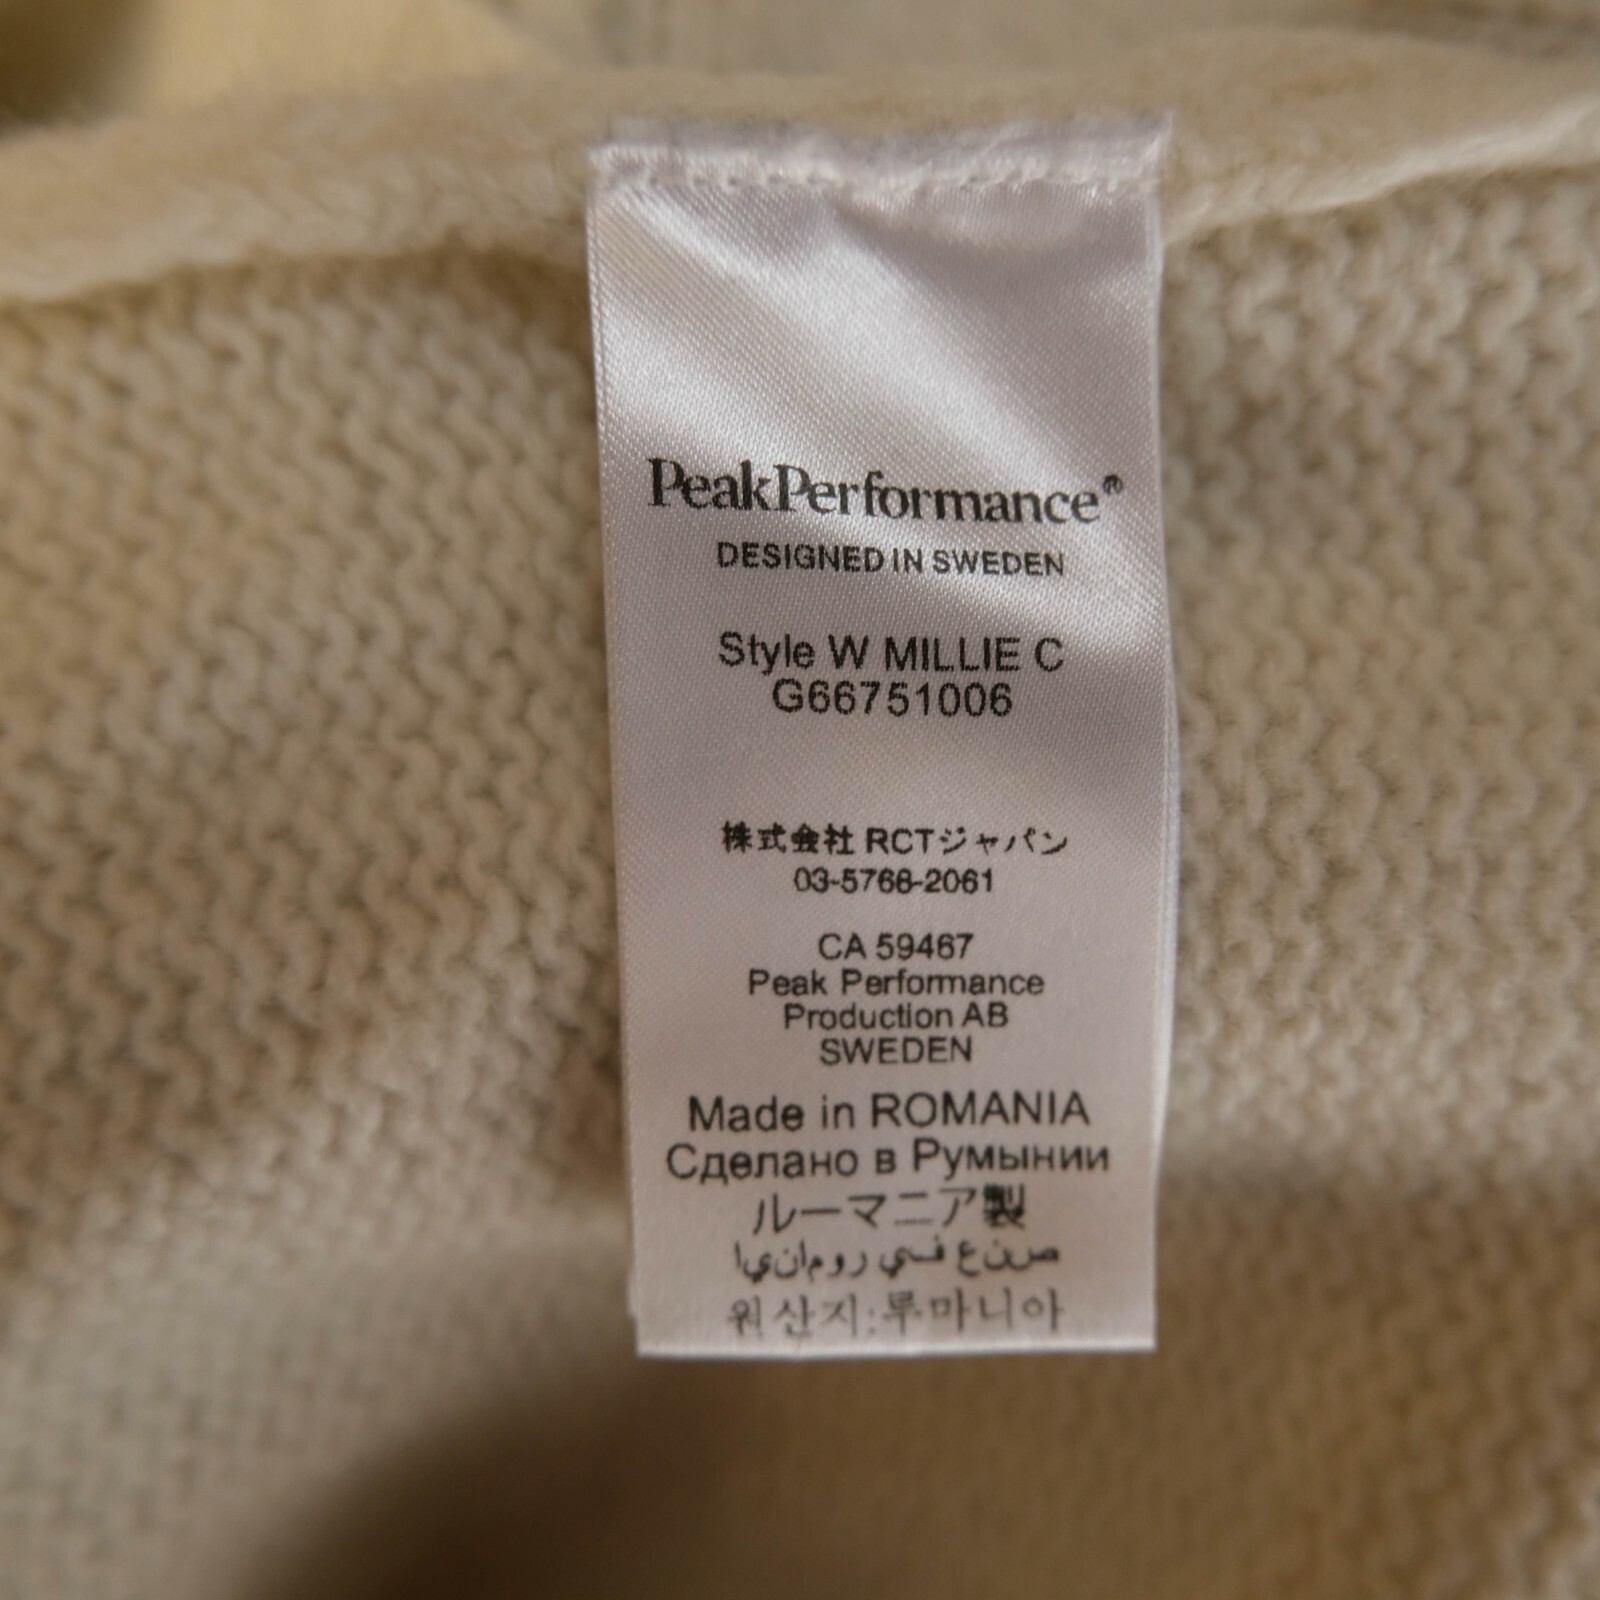 PeakPerformance®
DESIGNED IN SWEDEN
Style W MILLIE C
G66751006
株式会社 RCTジャパン
03-5768-2061
CA 59467
Peak Performance
Production AB
SWEDEN
Made in ROMANIA
Сделано в Румынии
ルーマニア製
صنع في رومانيا
원산지:루마니아